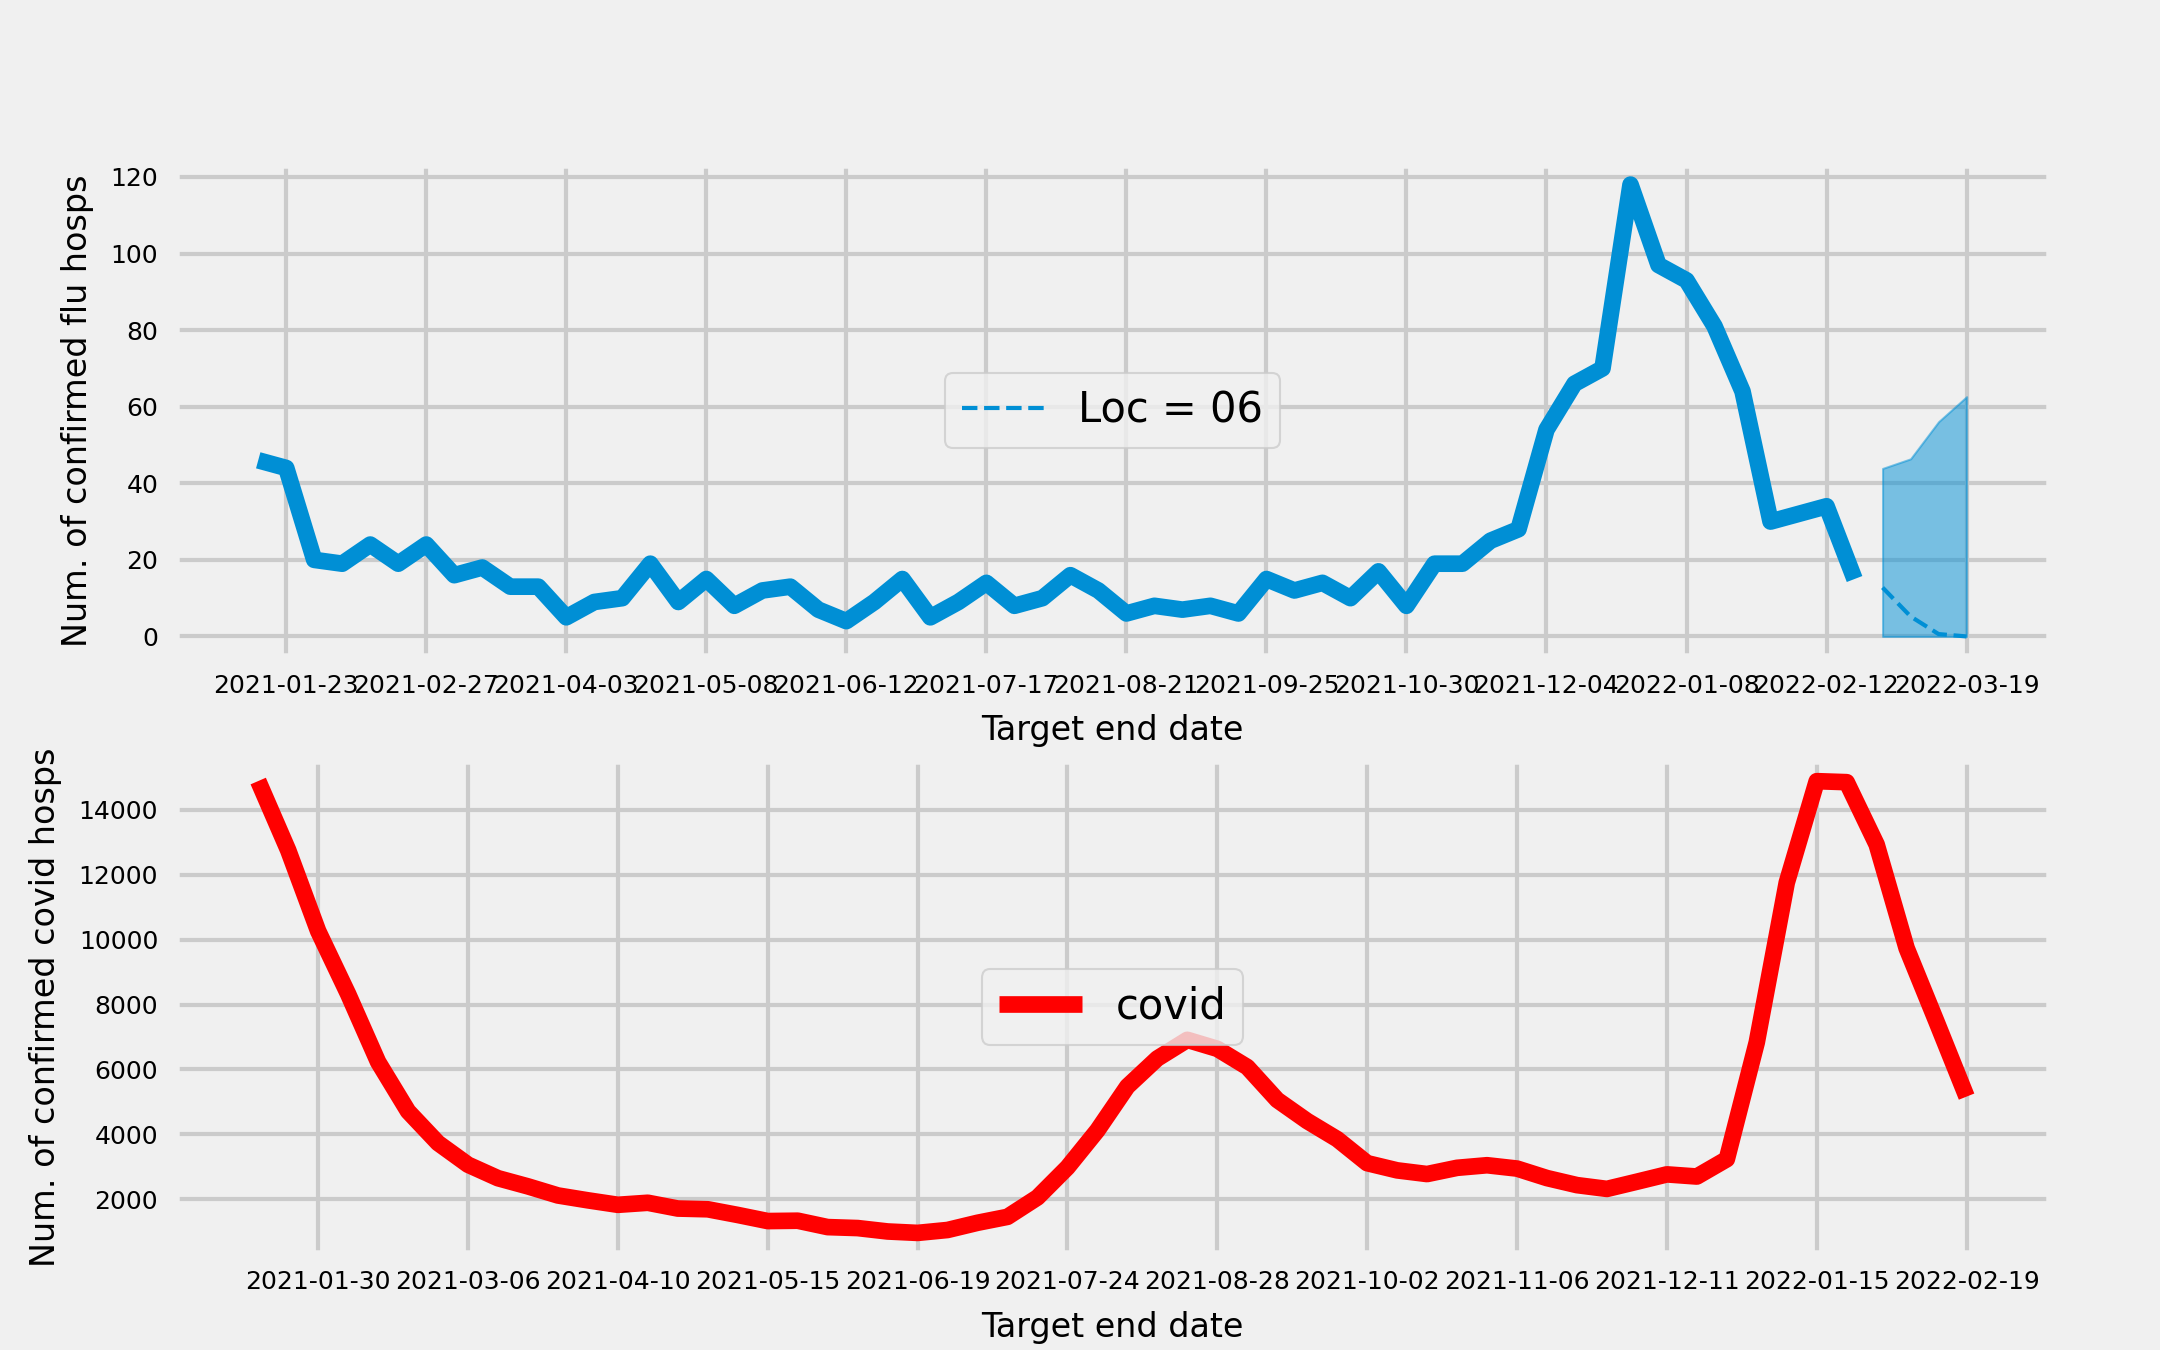 Num. of confirmed flu hosps
120
100
80
60
40
20
0
Loc = 06
2021-01-23 2021-02-27 2021-04-03 2021-05-08 2021-06-12 2021-07-17 2021-08-21 2021-09-25 2021-10-30 2021-12-04 2022-01-08 2022-02-12 2022-03-19
Target end date
Num. of confirmed covid hosps
14000
12000
10000
8000
6000
4000
2000
covid
2021-01-30 2021-03-06 2021-04-10 2021-05-15 2021-06-19 2021-07-24 2021-08-28 2021-10-02 2021-11-06 2021-12-11 2022-01-15 2022-02-19
Target end date